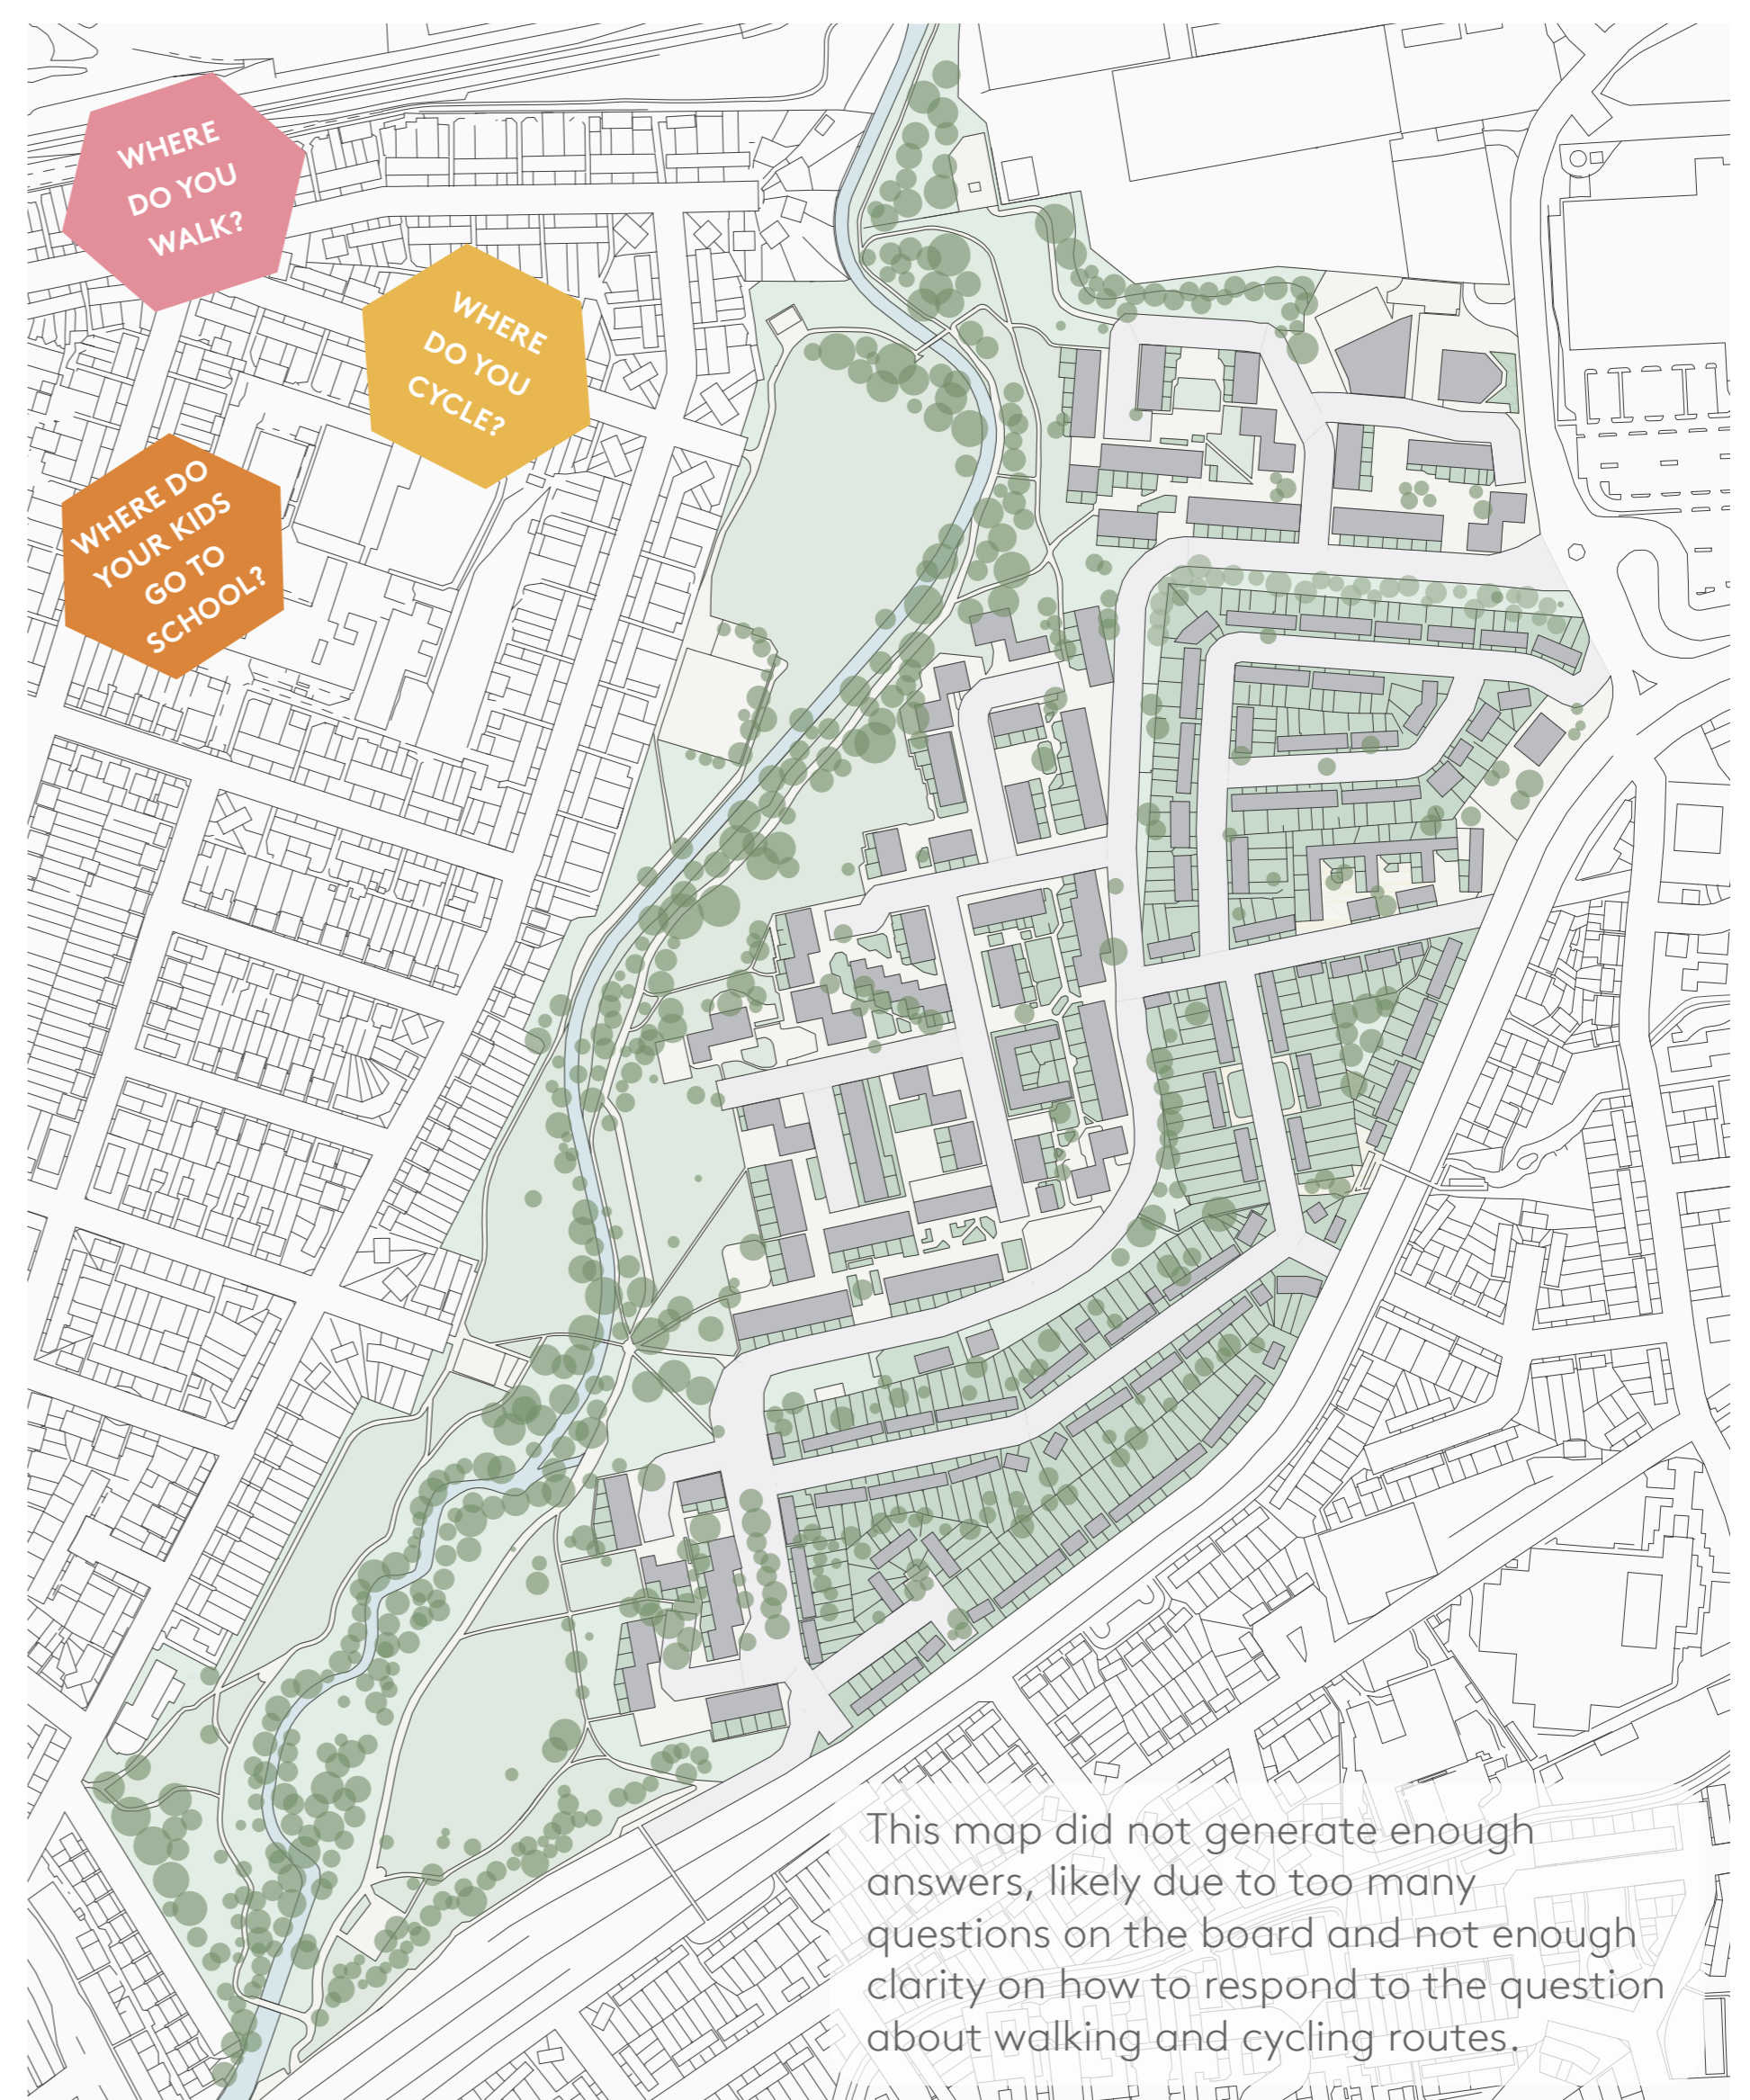 WHERE
DO YOU
WALK?
WHERE
DO YOU
CYCLE?
WHERE DO
YOUR KIDS
GO TO
SCHOOL?
This map did not generate enough
answers, likely due to too many
questions on the board and not enough
clarity on how to respond to the question
about walking and cycling routes.